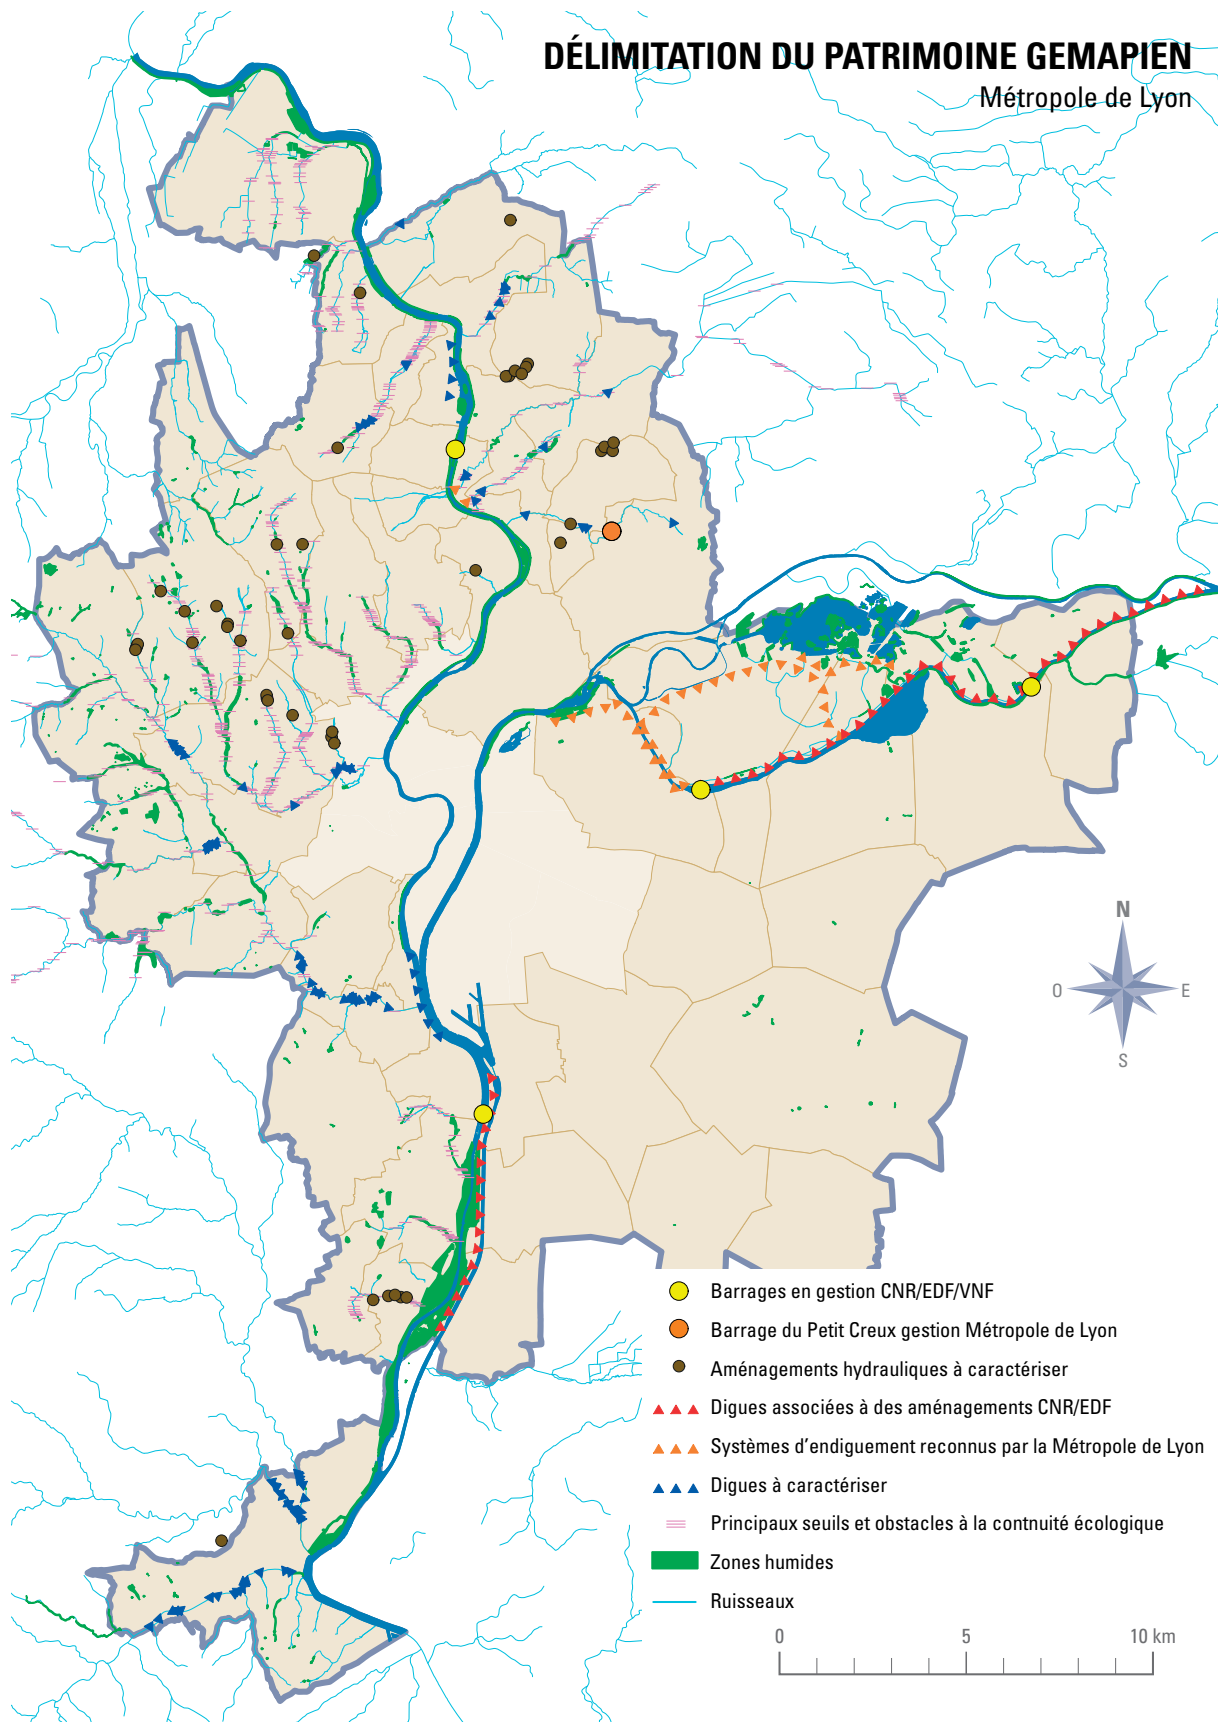 DÉLIMITATION DU PATRIMOINE GEMAPIEN
Métropole de Lyon
N
O
E
S
Barrages en gestion CNR/EDF/VNF
Barrage du Petit Creux gestion Métropole de Lyon
Aménagements hydrauliques à caractériser
Digues associées à des aménagements CNR/EDF
Systèmes d’endiguement reconnus par la Métropole de Lyon
Digues à caractériser
Principaux seuils et obstacles à la contnuité écologique
Zones humides
Ruisseaux
0 5 10 km